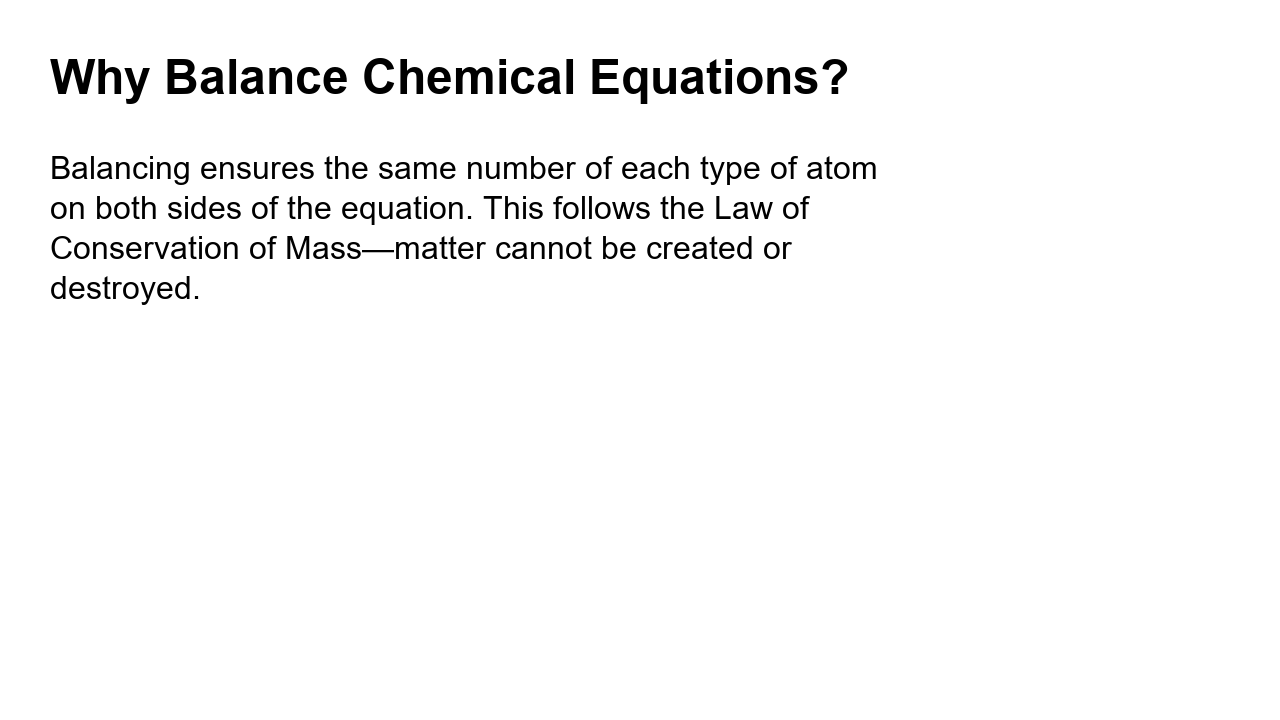 Why Balance Chemical Equations?
Balancing ensures the same number of each type of atom
on both sides of the equation. This follows the Law of
Conservation of Mass—matter cannot be created or
destroyed.